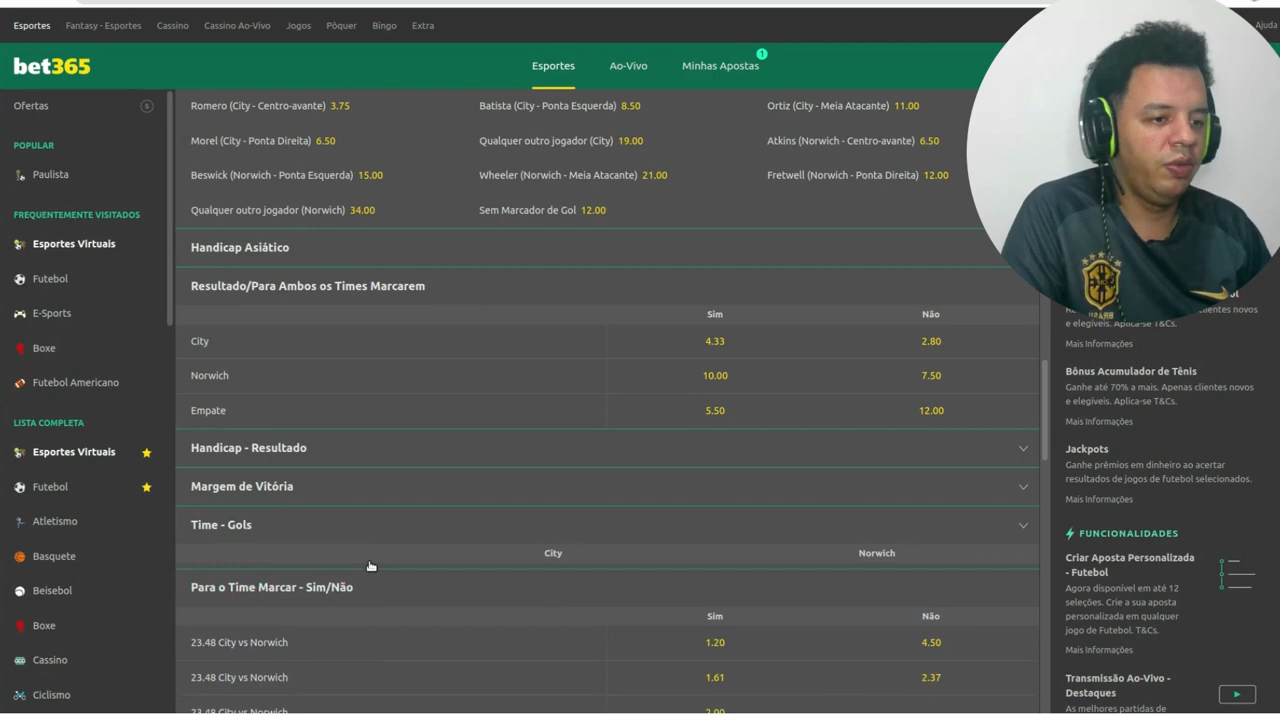 Esportes Fantasy - Esportes Cassino Cassino Ao-Vivo Jogos Pôquer Bingo Extra Ajuda
bet365 Esportes Ao-Vivo Minhas Apostas 1
Ofertas 5
POPULAR
Paulista
FREQUENTEMENTE VISITADOS
Esportes Virtuais
Futebol
E-Sports
Boxe
Futebol Americano
LISTA COMPLETA
Esportes Virtuais
Futebol
Atletismo
Basquete
Beisebol
Boxe
Cassino
Ciclismo
Romero (City - Centro-avante) 3.75 Batista (City - Ponta Esquerda) 8.50 Ortiz (City - Meia Atacante) 11.00
Morel (City - Ponta Direita) 6.50 Qualquer outro jogador (City) 19.00 Atkins (Norwich - Centro-avante) 6.50
Beswick (Norwich - Ponta Esquerda) 15.00 Wheeler (Norwich - Meia Atacante) 21.00 Fretwell (Norwich - Ponta Direita) 12.00
Qualquer outro jogador (Norwich) 34.00 Sem Marcador de Gol 12.00
Handicap Asiático
Resultado/Para Ambos os Times Marcarem
Sim Não
City 4.33 2.80
Norwich 10.00 7.50
Empate 5.50 12.00
Handicap - Resultado
Margem de Vitória
Time - Gols
City Norwich
Para o Time Marcar - Sim/Não
Sim Não
23.48 City vs Norwich 1.20 4.50
23.48 City vs Norwich 1.61 2.37
23.48 City vs Norwich 2.00
e elegíveis. Aplica-se T&Cs.
Mais Informações
Bônus Acumulador de Tênis
Ganhe até 70% a mais. Apenas clientes novos
e elegíveis. Aplica-se T&Cs.
Mais Informações
Jackpots
Ganhe prêmios em dinheiro ao acertar
resultados de jogos de futebol selecionados.
Mais Informações
FUNCIONALIDADES
Criar Aposta Personalizada
- Futebol
Agora disponível em até 12
seleções. Crie a sua aposta
personalizada em qualquer
jogo de Futebol. T&Cs.
Mais Informações
Transmissão Ao-Vivo -
Destaques
As melhores partidas de